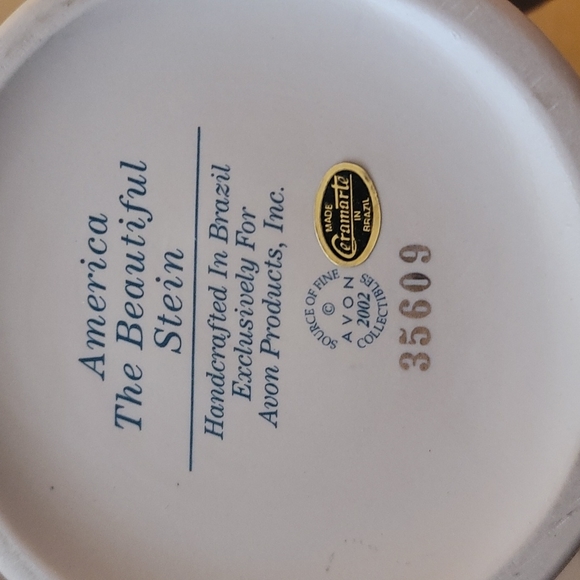 America
The Beautiful
Stein
Handcrafted In Brazil
Exclusively For
Avon Products, Inc.
MADE
Ceramarte
IN
BRAZIL
SOURCE OF FINE
©
AVON
2002
COLLECTIBLES
35609